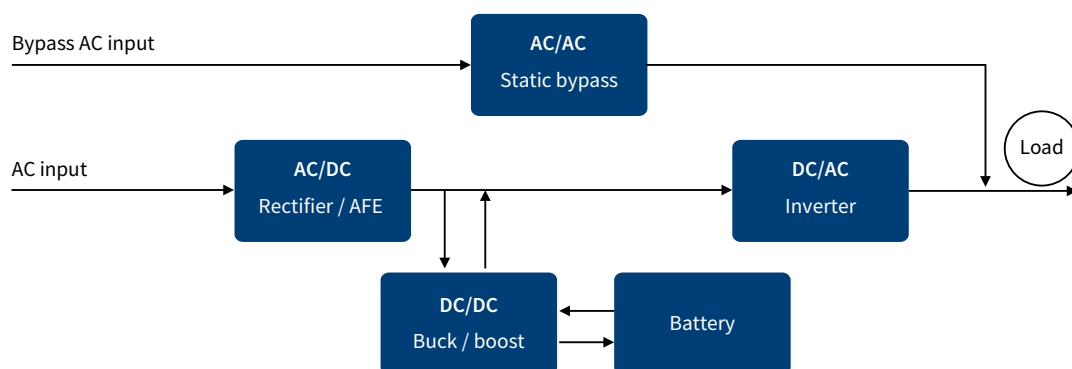 Bypass AC input
AC/AC
Static bypass
AC input
AC/DC
Rectifier / AFE
DC/AC
Inverter
Load
DC/DC
Buck / boost
Battery